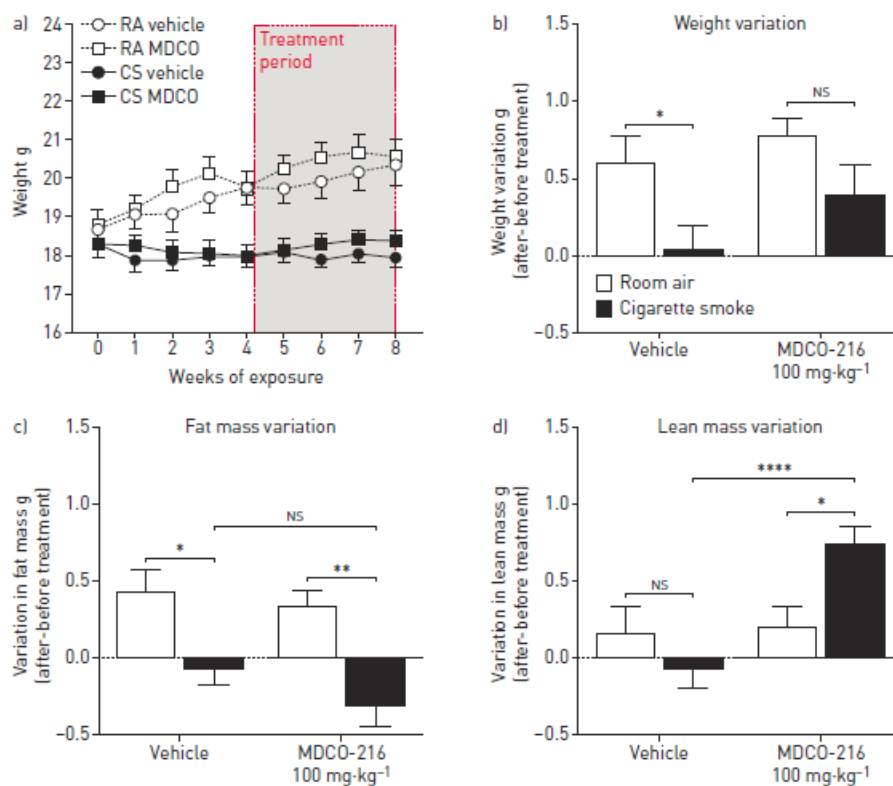 a)
24
23
22
21
20
19
18
17
16
Weight g
RA vehicle
RA MDCO
CS vehicle
CS MDCO
Treatment
period
0 1 2 3 4 5 6 7 8
Weeks of exposure
b)
Weight variation
1.5
1.0
0.5
0.0
–0.5
Weight variation g
(after-before treatment)
*
NS
Room air
Cigarette smoke
Vehicle
MDCO-216
100 mg·kg–1
c)
Fat mass variation
1.5
1.0
0.5
0.0
–0.5
Variation in fat mass g
(after-before treatment)
NS
*
**
Vehicle
MDCO-216
100 mg·kg–1
d)
Lean mass variation
1.5
1.0
0.5
0.0
–0.5
Variation in lean mass g
(after-before treatment)
****
*
NS
Vehicle
MDCO-216
100 mg·kg–1